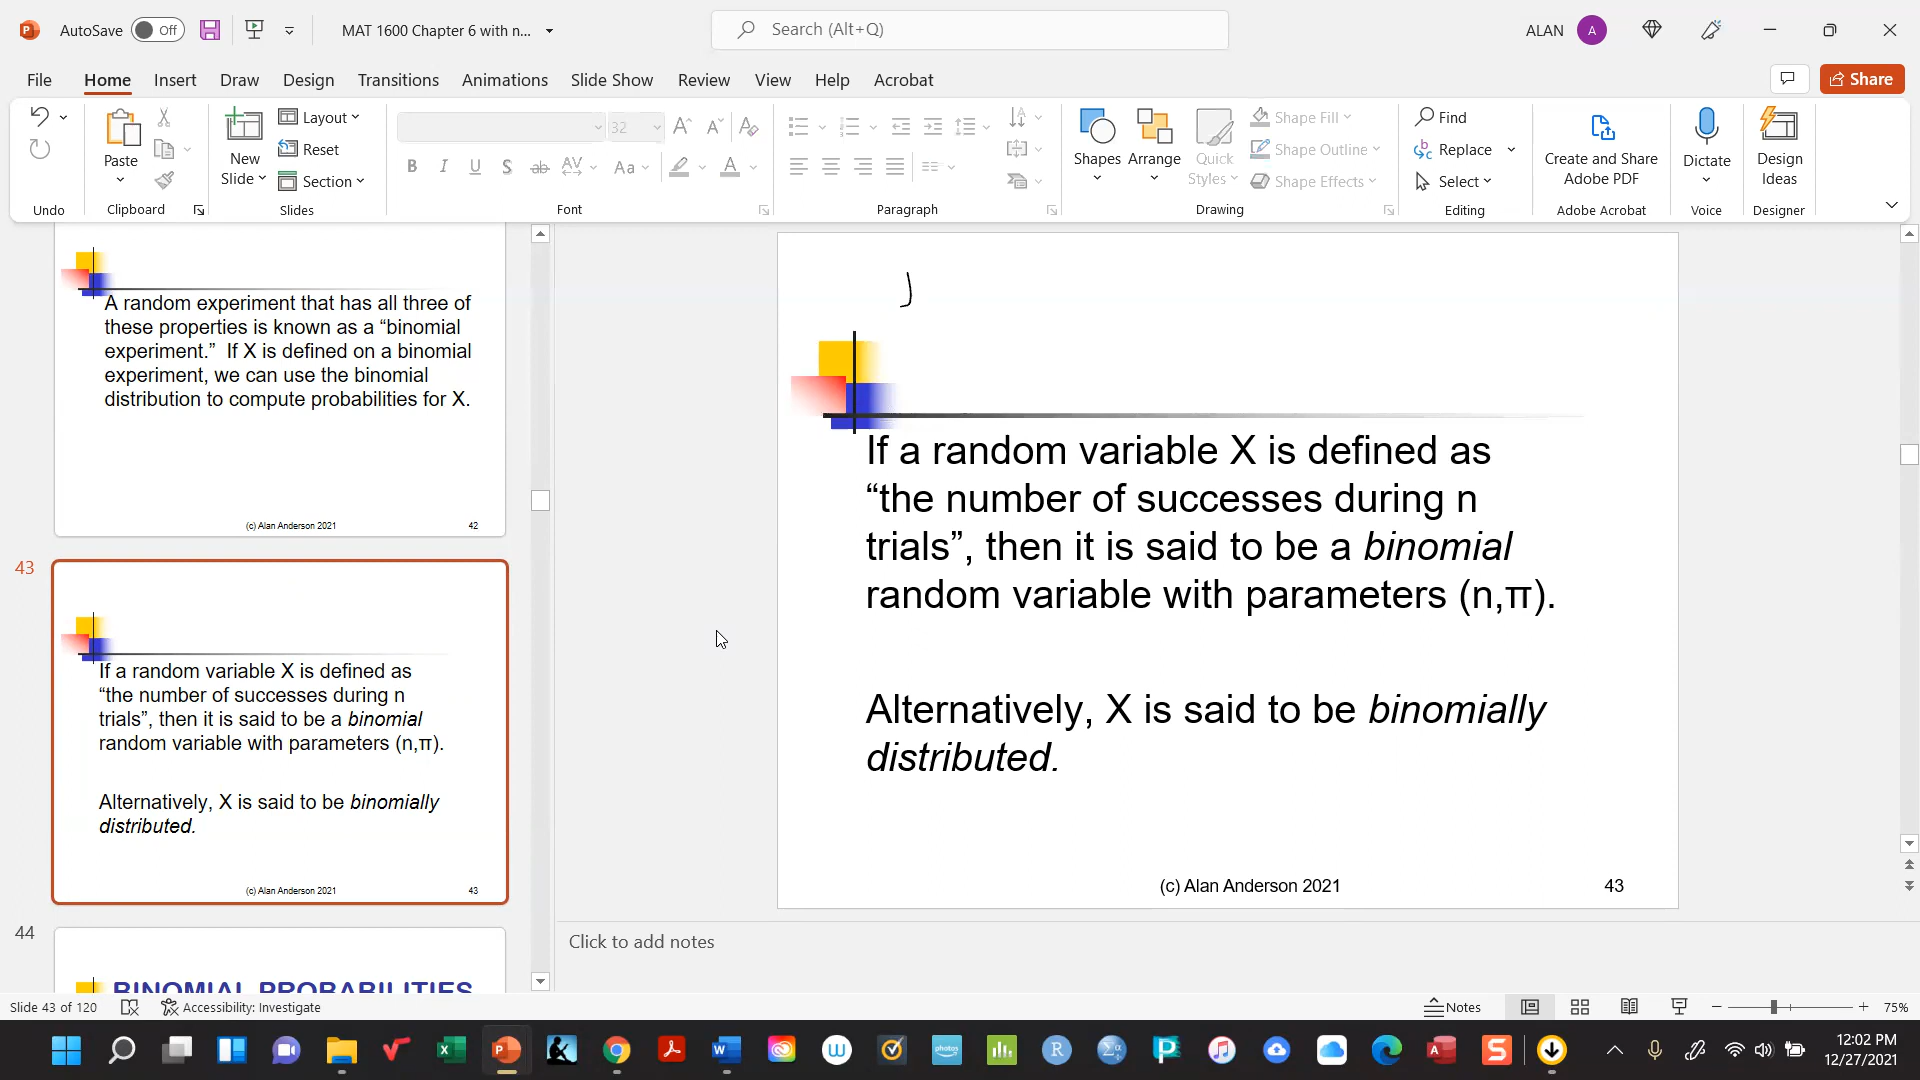 AutoSave Off MAT 1600 Chapter 6 with n... Search (Alt+Q) ALAN A
File Home Insert Draw Design Transitions Animations Slide Show Review View Help Acrobat Share
Paste
New Slide
Layout
Reset
Section
32
B I U S ab AV Aa A
Shapes Arrange Quick Styles
Shape Fill
Shape Outline
Shape Effects
Find
Replace
Select
Create and Share Adobe PDF
Dictate
Design Ideas
Undo Clipboard Slides Font Paragraph Drawing Editing Adobe Acrobat Voice Designer
A random experiment that has all three of
these properties is known as a “binomial
experiment.” If X is defined on a binomial
experiment, we can use the binomial
distribution to compute probabilities for X.
(c) Alan Anderson 2021 42
43
If a random variable X is defined as
“the number of successes during n
trials”, then it is said to be a binomial
random variable with parameters (n,π).
Alternatively, X is said to be binomially
distributed.
(c) Alan Anderson 2021 43
44
BINOMIAL PROBABILITIES
If a random variable X is defined as
“the number of successes during n
trials”, then it is said to be a binomial
random variable with parameters (n,π).
Alternatively, X is said to be binomially
distributed.
(c) Alan Anderson 2021 43
Click to add notes
Slide 43 of 120 Accessibility: Investigate Notes 75%
12:02 PM
12/27/2021